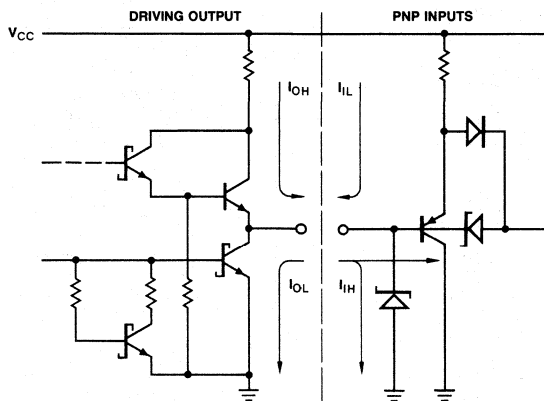 DRIVING OUTPUT
PNP INPUTS
VCC
IOH
IIL
IOL
IIH